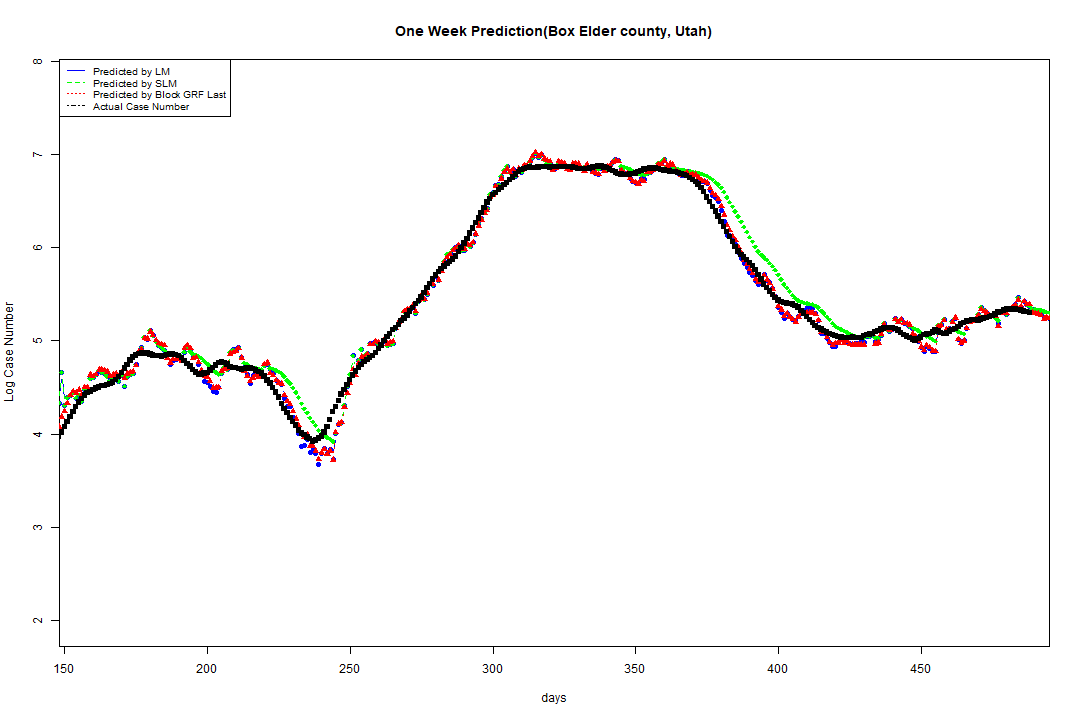 One Week Prediction(Box Elder county, Utah)
Predicted by LM
Predicted by SLM
Predicted by Block GRF Last
Actual Case Number
Log Case Number
8
7
6
5
4
3
2
150 200 250 300 350 400 450
days